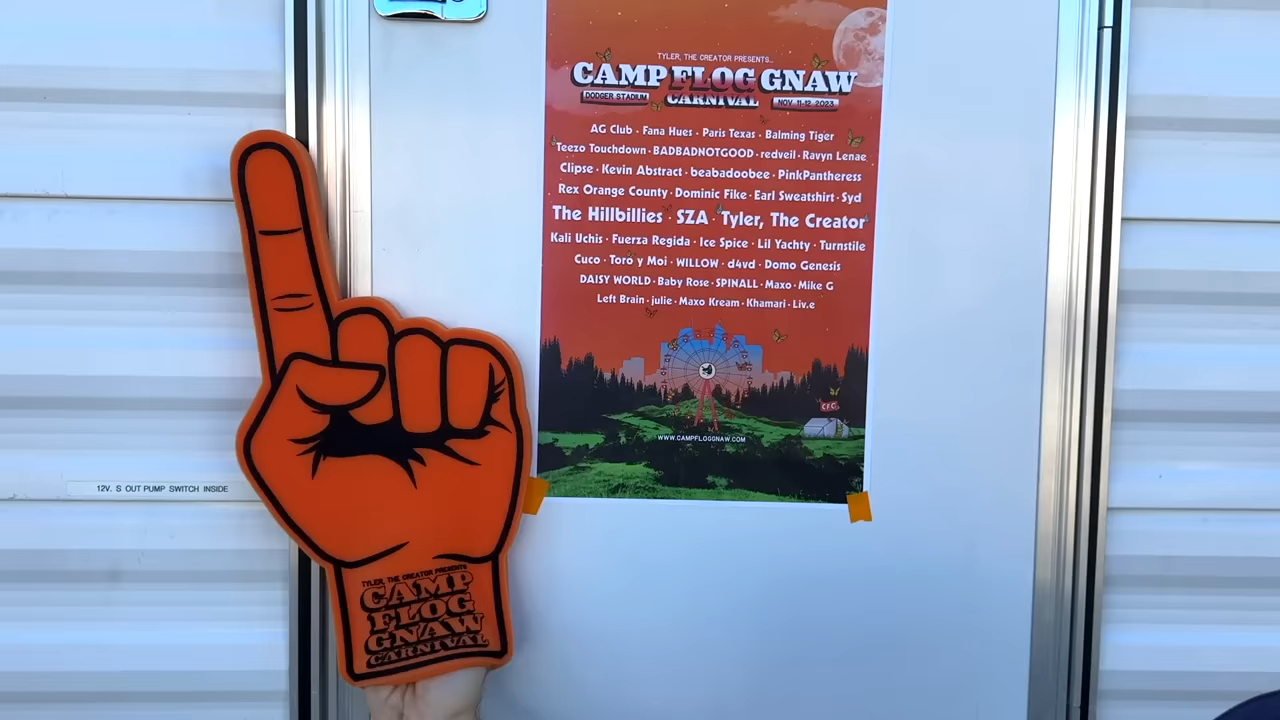 TYLER, THE CREATOR PRESENTS...
CAMP FLOG GNAW
DODGER STADIUM CARNIVAL NOV 11-12 2023
AG Club · Fana Hues · Paris Texas · Balming Tiger
Teezo Touchdown · BADBADNOTGOOD · redveil · Ravyn Lenae
Clipse · Kevin Abstract · beabadoobee · PinkPantheress
Rex Orange County · Dominic Fike · Earl Sweatshirt · Syd
The Hillbillies · SZA · Tyler, The Creator
Kali Uchis · Fuerza Regida · Ice Spice · Lil Yachty · Turnstile
Cuco · Toro y Moi · WILLOW · d4vd · Domo Genesis
DAISY WORLD · Baby Rose · SPINALL · Maxo · Mike G
Left Brain · julie · Maxo Kream · Khamari · Liv.e
CFG
WWW.CAMPFLOGGNAW.COM
12V. S OUT PUMP SWITCH INSIDE
TYLER, THE CREATOR PRESENTS
CAMP
FLOG
GNAW
CARNIVAL